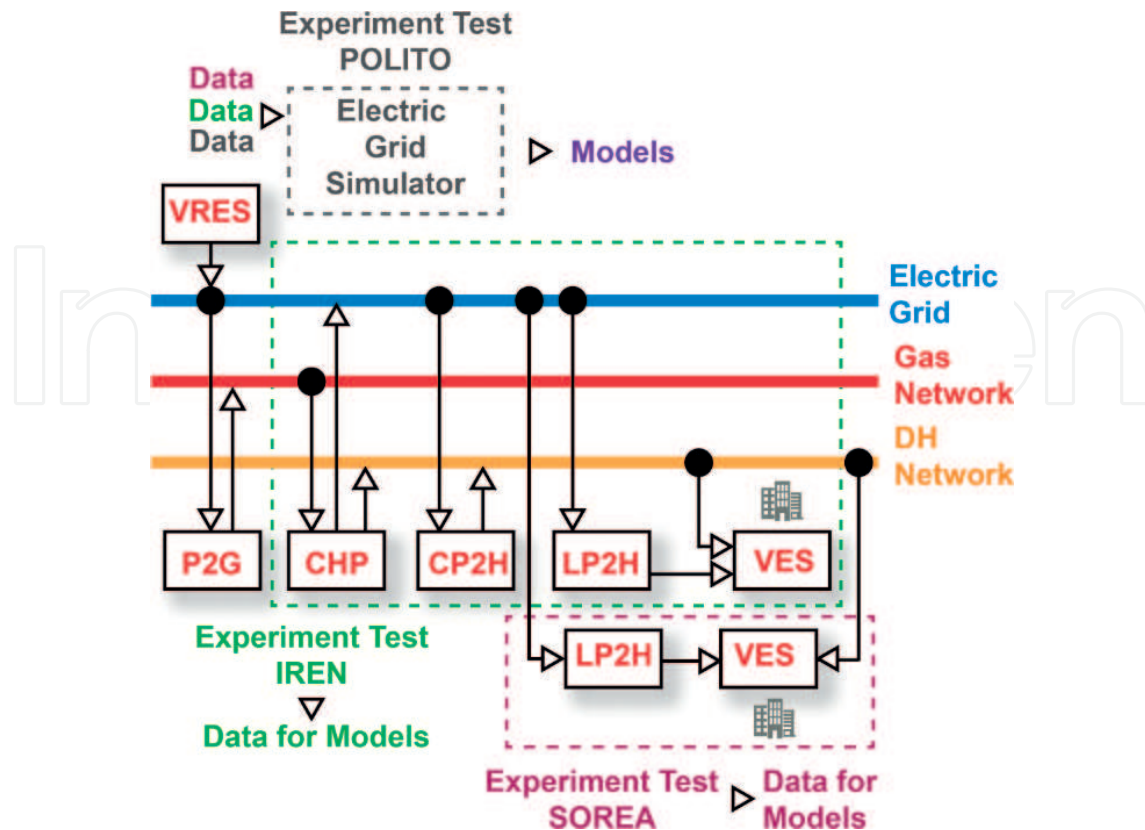 Experiment Test
POLITO
Data
Data
Data
Electric
Grid
Simulator
Models
VRES
Electric
Grid
Gas
Network
DH
Network
P2G
CHP
CP2H
LP2H
VES
Experiment Test
IREN
Data for Models
LP2H
VES
Experiment Test
SOREA
Data for
Models